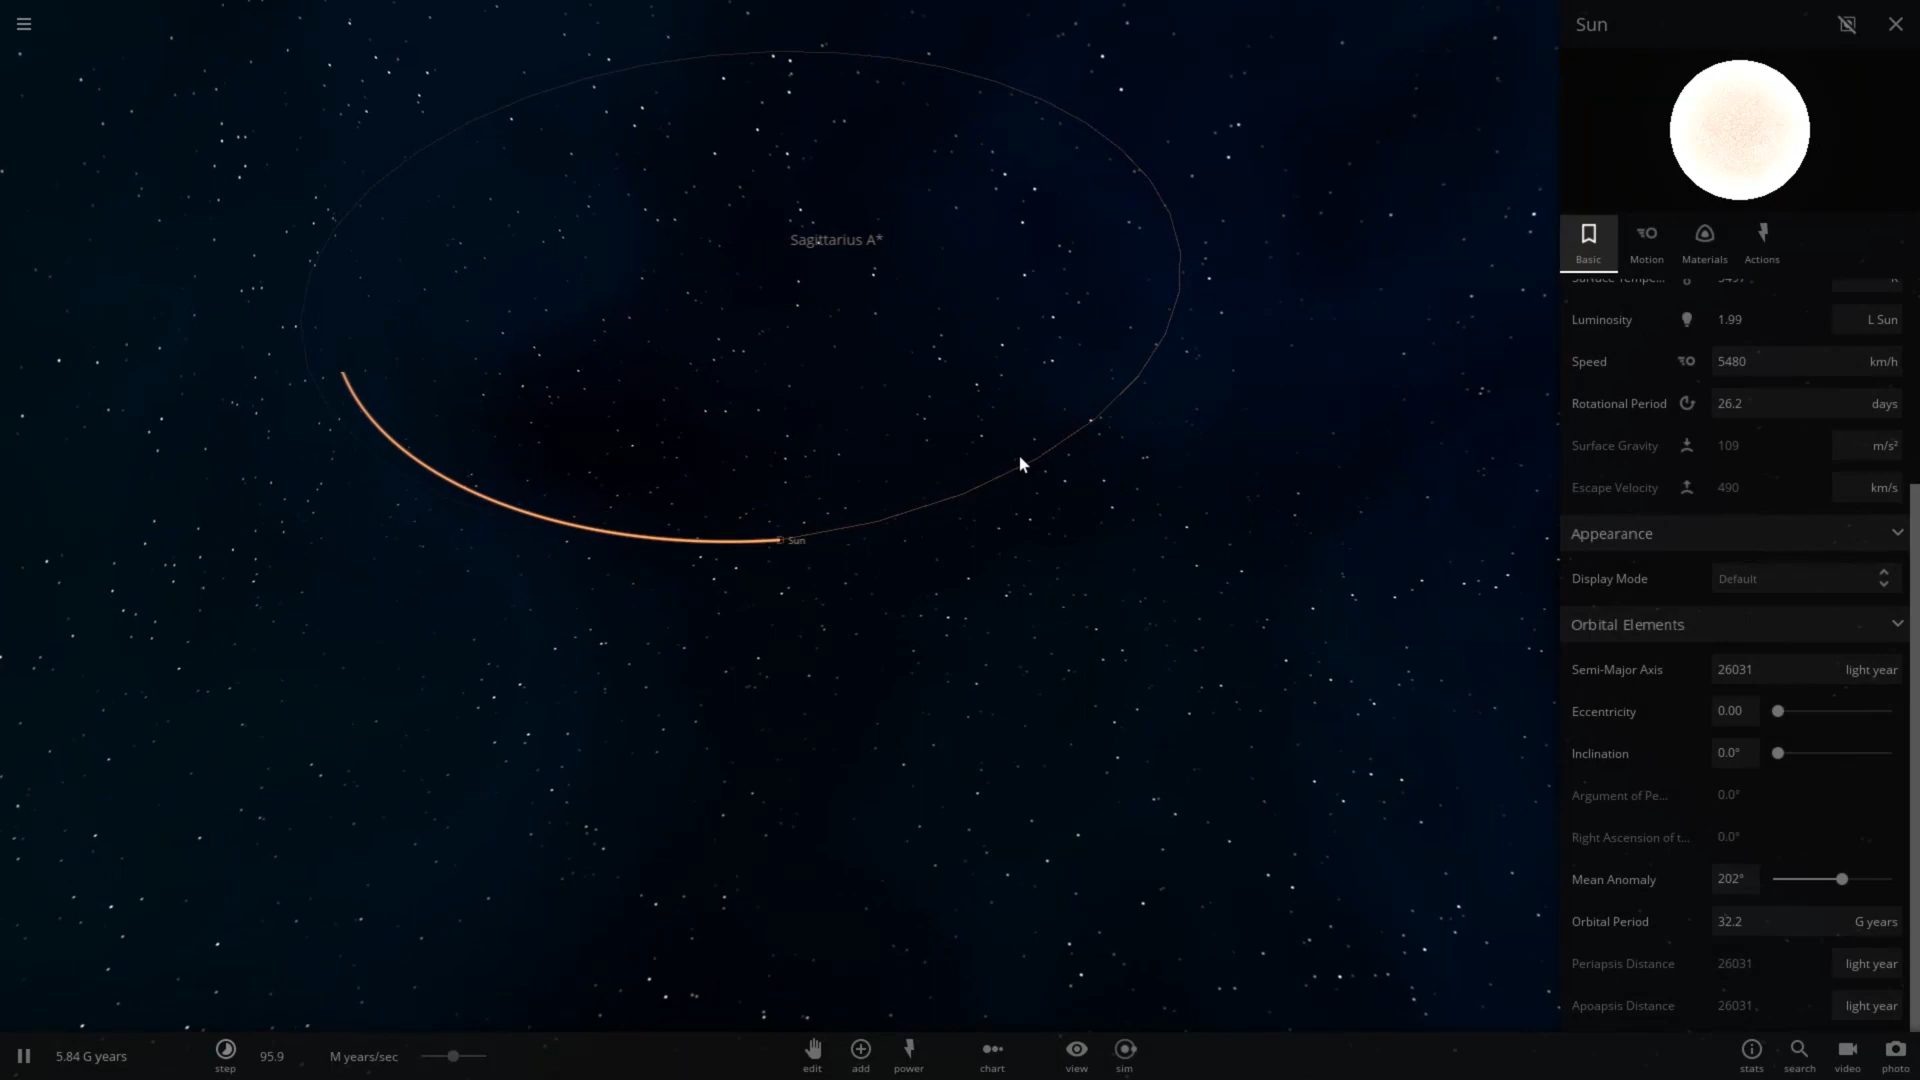 Sun
Sagittarius A*
Sun
Basic
Motion
Materials
Actions
Luminosity 1.99 L Sun
Speed 5480 km/h
Rotational Period 26.2 days
Surface Gravity 109 m/s²
Escape Velocity 490 km/s
Appearance
Display Mode Default
Orbital Elements
Semi-Major Axis 26031 light year
Eccentricity 0.00
Inclination 0.0°
Argument of Pe... 0.0°
Right Ascension of t... 0.0°
Mean Anomaly 202°
Orbital Period 32.2 G years
Periapsis Distance 26031 light year
Apoapsis Distance 26031 light year
5.84 G years
step
95.9 M years/sec
edit
add
power
chart
view
sim
stats
search
video
photo